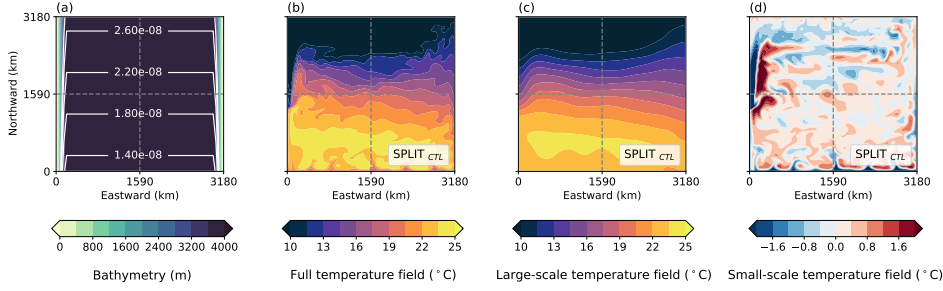 (a)
(b)
(c)
(d)
3180
1590
0
Northward (km)
2.60e-08
2.20e-08
1.80e-08
1.40e-08
SPLIT CTL
SPLIT CTL
SPLIT CTL
0 1590 3180
0 1590 3180
0 1590 3180
0 1590 3180
Eastward (km)
Eastward (km)
Eastward (km)
Eastward (km)
0 800 1600 2400 3200 4000
10 13 16 19 22 25
10 13 16 19 22 25
−1.6 −0.8 0.0 0.8 1.6
Bathymetry (m)
Full temperature field (°C)
Large-scale temperature field (°C)
Small-scale temperature field (°C)